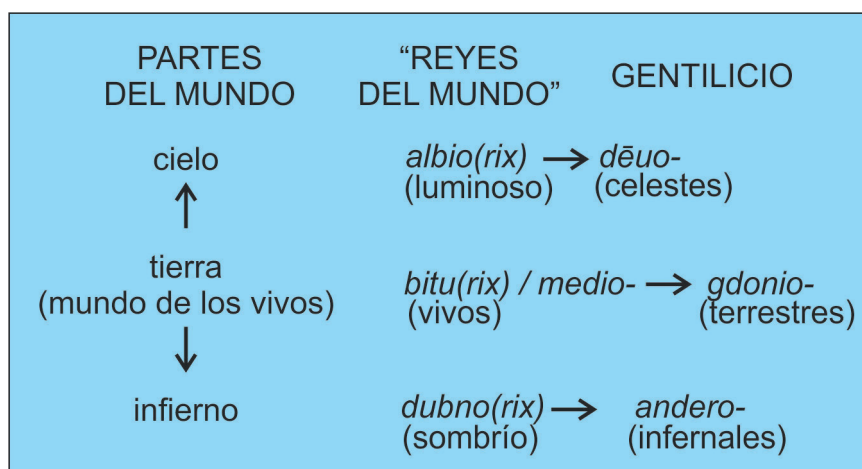 PARTES
DEL MUNDO
“REYES
DEL MUNDO”
GENTILICIO
cielo
albio(rix) → dēuo-
(luminoso) (celestes)
tierra
(mundo de los vivos)
bitu(rix) / medio- → gdonio-
(vivos) (terrestres)
infierno
dubno(rix) → andero-
(sombrío) (infernales)